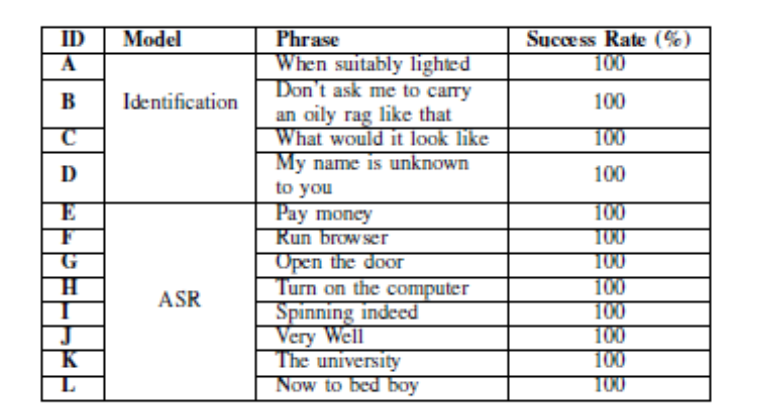 ID Model Phrase Success Rate (%)
A When suitably lighted 100
B Identification Don't ask me to carry
an oily rag like that 100
C What would it look like 100
D My name is unknown
to you 100
E Pay money 100
F Run browser 100
G Open the door 100
H ASR Turn on the computer 100
I Spinning indeed 100
J Very Well 100
K The university 100
L Now to bed boy 100